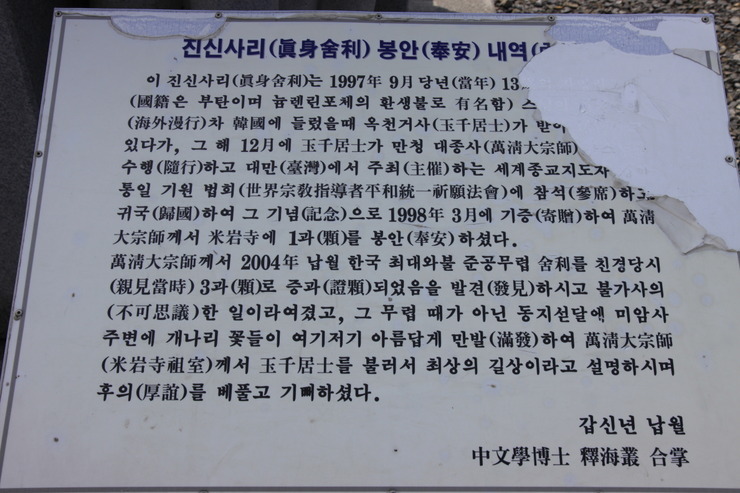 진신사리(眞身舍利) 봉안(奉安) 내역(
이 진신사리(眞身舍利)는 1997年 9月 당년(當年) 13
(國籍은 부탄이며 늄렌린포체의 환생불로 有名함) 스
(海外漫行)차 韓國에 들렀을때 옥천거사(玉千居士)가 받아
있다가, 그 해 12月에 玉千居士가 만청 대종사(萬淸大宗師)
수행(隨行)하고 대만(臺灣)에서 주최(主催)하는 세계종교지도자
통일 기원 법회(世界宗敎指導者平和統一祈願法會)에 참석(參席)하고
귀국(歸國)하여 그 기념(記念)으로 1998年 3月에 기증(寄贈)하여 萬淸
大宗師께서 米岩寺에 1과(顆)를 봉안(奉安) 하셨다.
萬淸大宗師께서 2004年 납월 한국 최대와불 준공무렵 舍利를 친경당시
(親見當時) 3과(顆)로 증과(證顆)되었음을 발견(發見)하시고 불가사의
(不可思議)한 일이라여겼고, 그 무렵 때가 아닌 동지섣달에 미암사
주변에 개나리 꽃들이 여기저기 아름답게 만발(滿發)하여 萬淸大宗師
(米岩寺祖室)께서 玉千居士를 불러서 최상의 길상이라고 설명하시며
후의(厚誼)를 베풀고 기뻐하셨다.
갑신년 납월
中文學博士 釋海叢 合掌